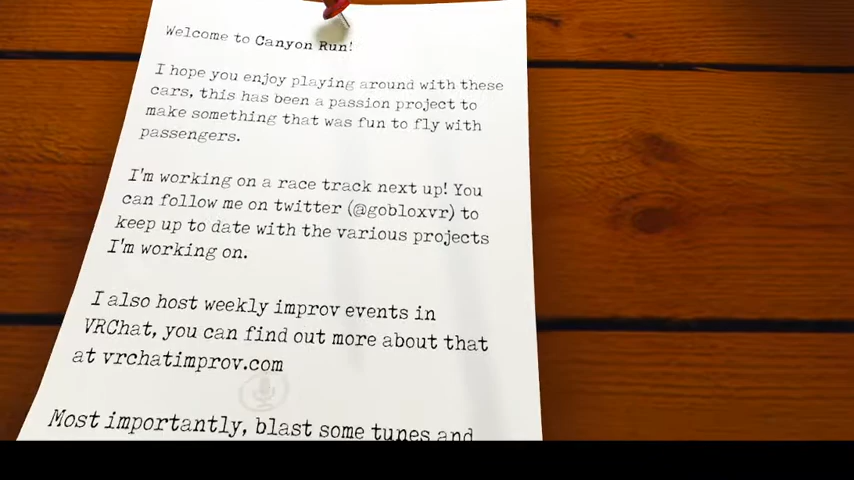 Welcome to Canyon Run!
I hope you enjoy playing around with these
cars, this has been a passion project to
make something that was fun to fly with
passengers.
I'm working on a race track next up! You
can follow me on twitter (@gobloxvr) to
keep up to date with the various projects
I'm working on.
I also host weekly improv events in
VRChat, you can find out more about that
at vrchatimprov.com
Most importantly, blast some tunes and